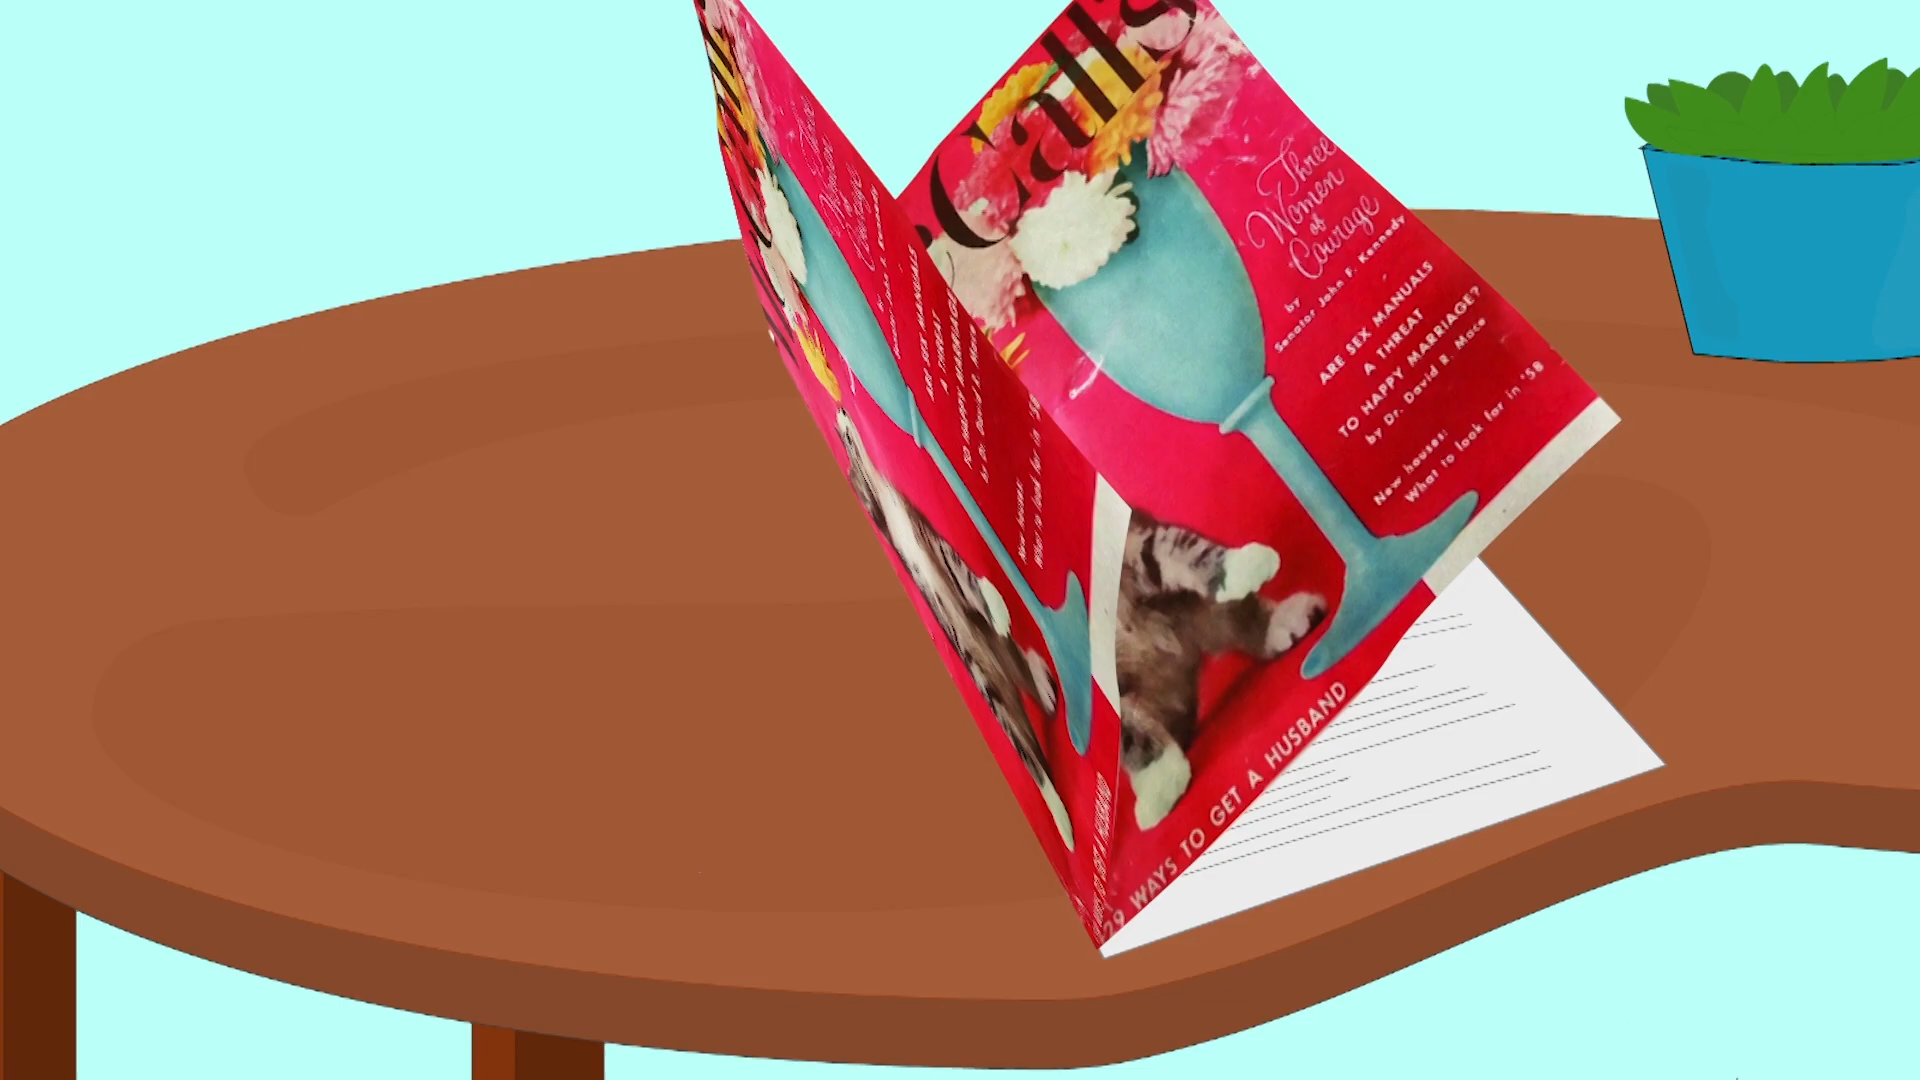 Call's
Three
Women
of
Courage
by
Senator John F. Kennedy
ARE SEX MANUALS
A THREAT
TO HAPPY MARRIAGE?
by Dr. David R. Mace
New houses:
What to look for in '58
129 WAYS TO GET A HUSBAND